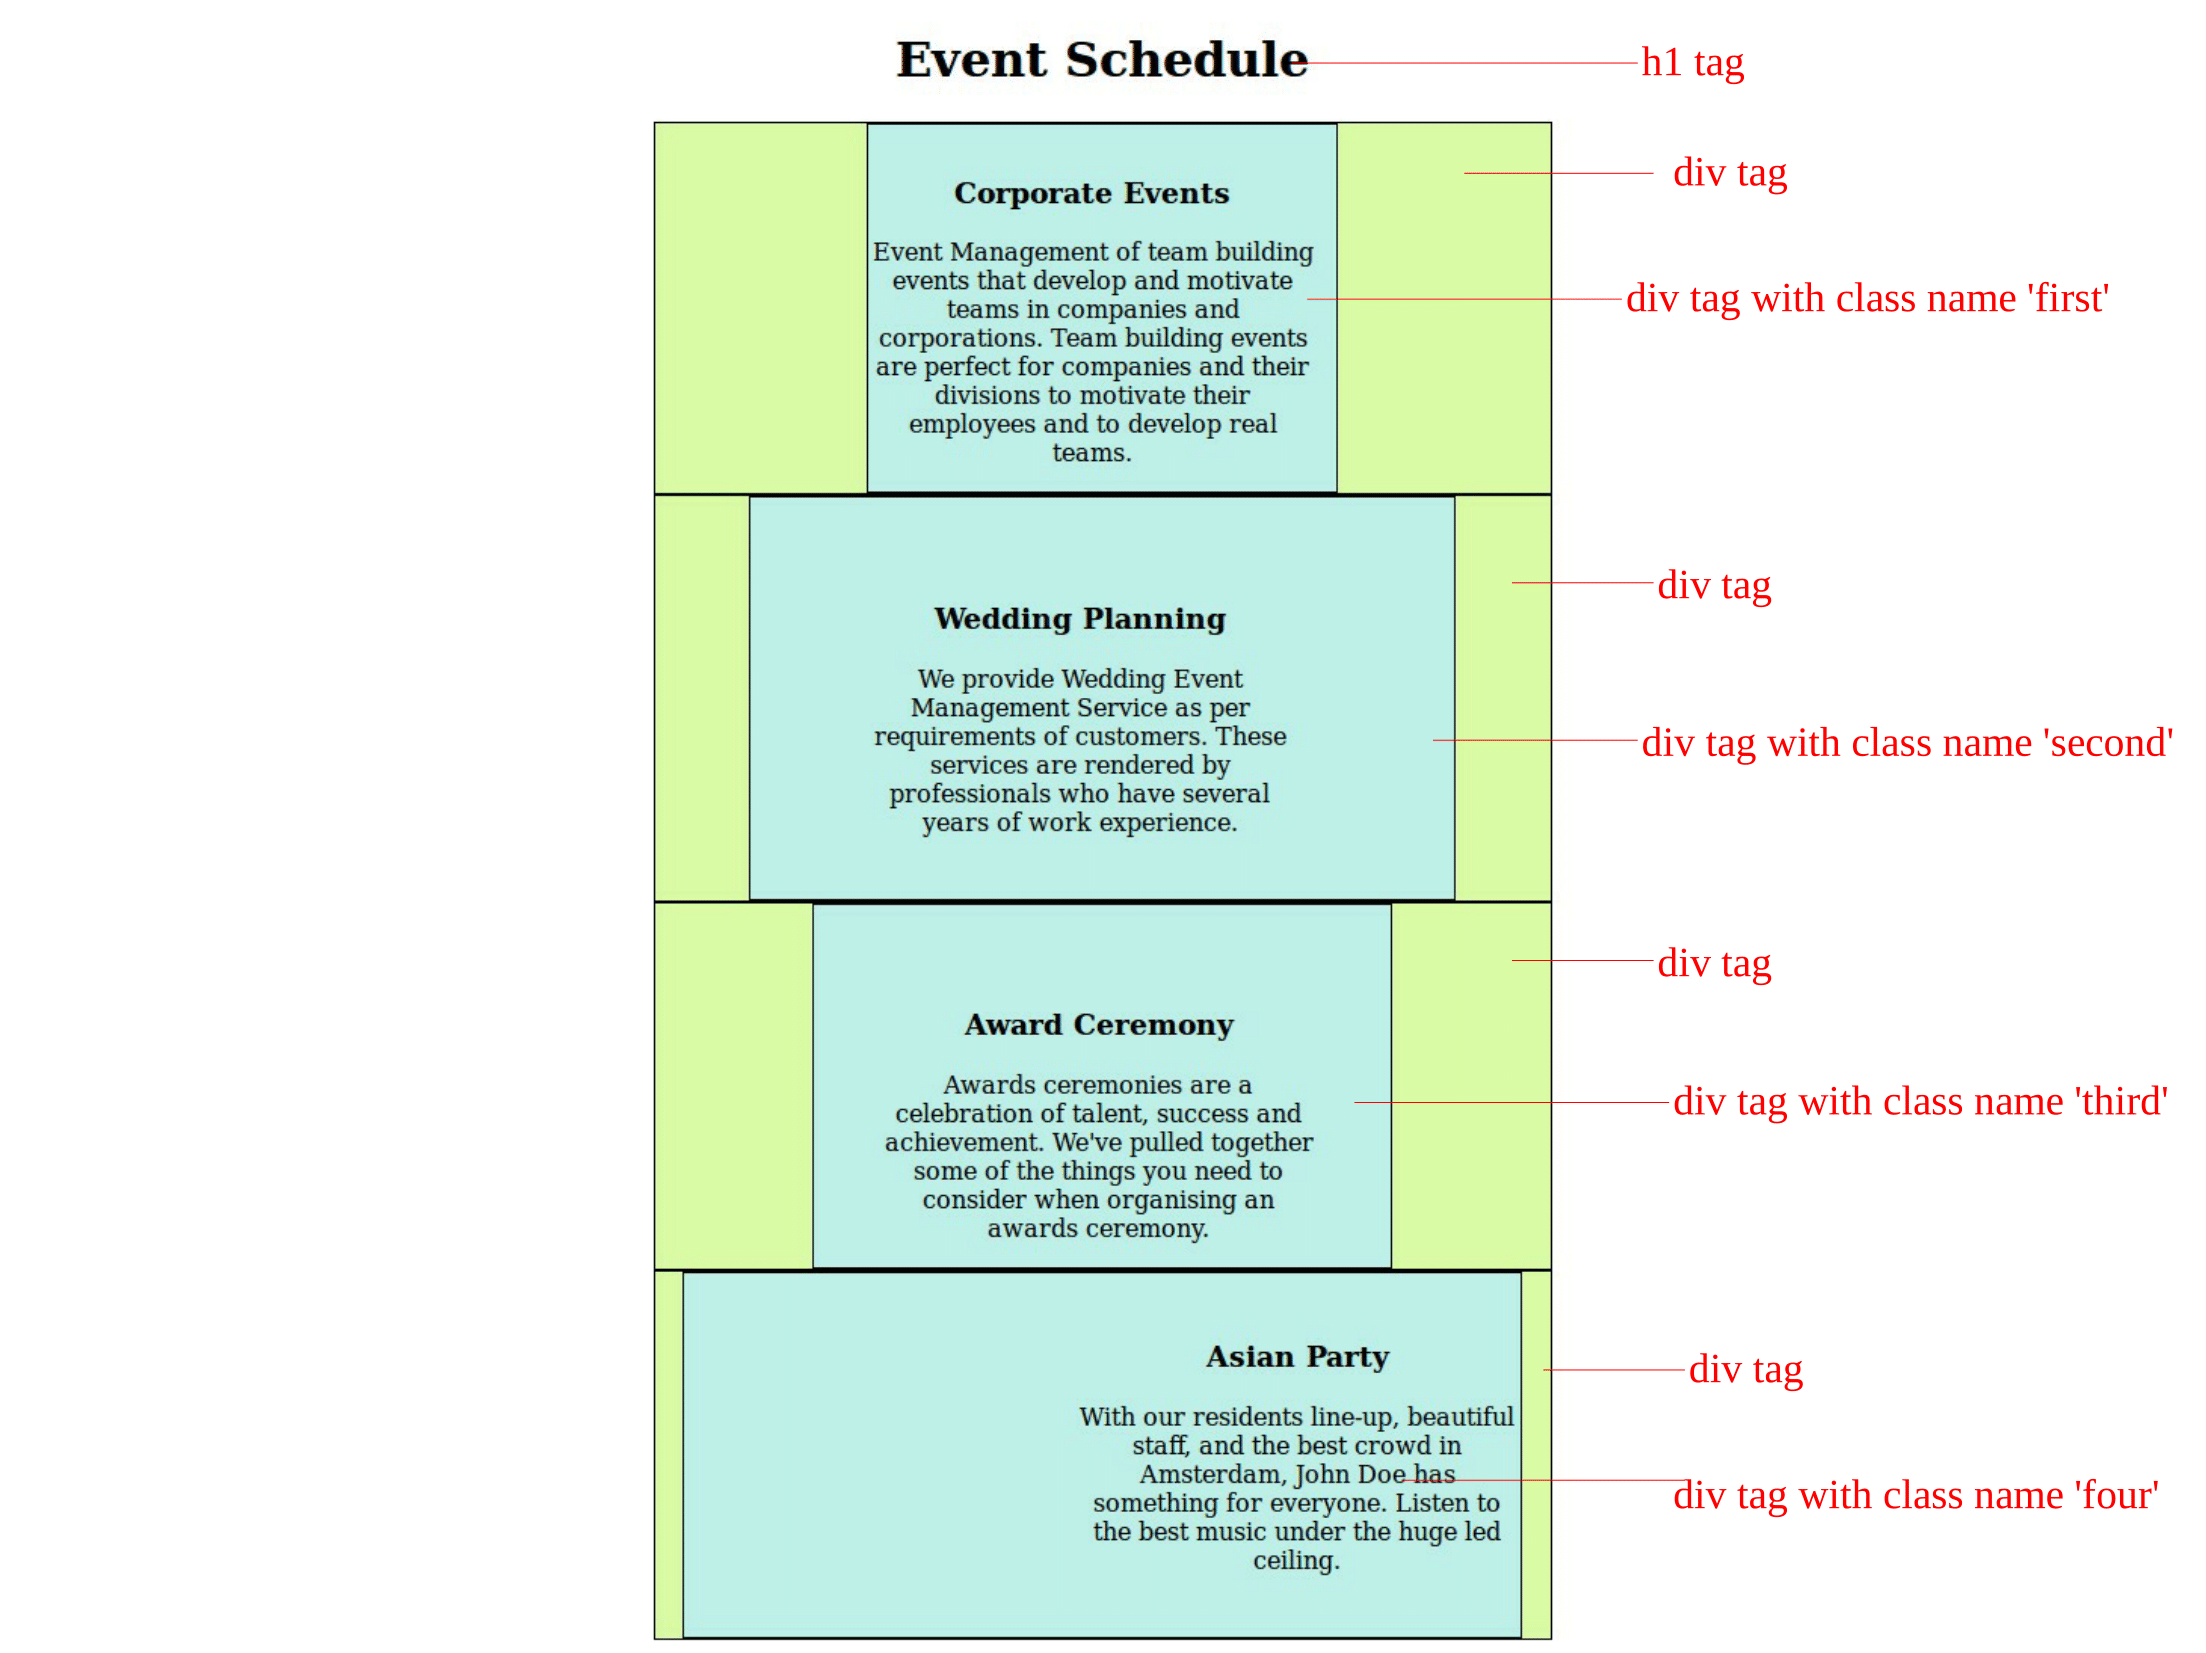 Event Schedule
h1 tag
div tag
Corporate Events
Event Management of team building
events that develop and motivate
div tag with class name 'first'
teams in companies and
corporations. Team building events
are perfect for companies and their
divisions to motivate their
employees and to develop real
teams.
div tag
Wedding Planning
We provide Wedding Event
Management Service as per
requirements of customers. These
div tag with class name 'second'
services are rendered by
professionals who have several
years of work experience.
div tag
Award Ceremony
Awards ceremonies are a
div tag with class name 'third'
celebration of talent, success and
achievement. We've pulled together
some of the things you need to
consider when organising an
awards ceremony.
Asian Party
div tag
With our residents line-up, beautiful
staff, and the best crowd in
Amsterdam, John Doe has
div tag with class name 'four'
something for everyone. Listen to
the best music under the huge led
ceiling.